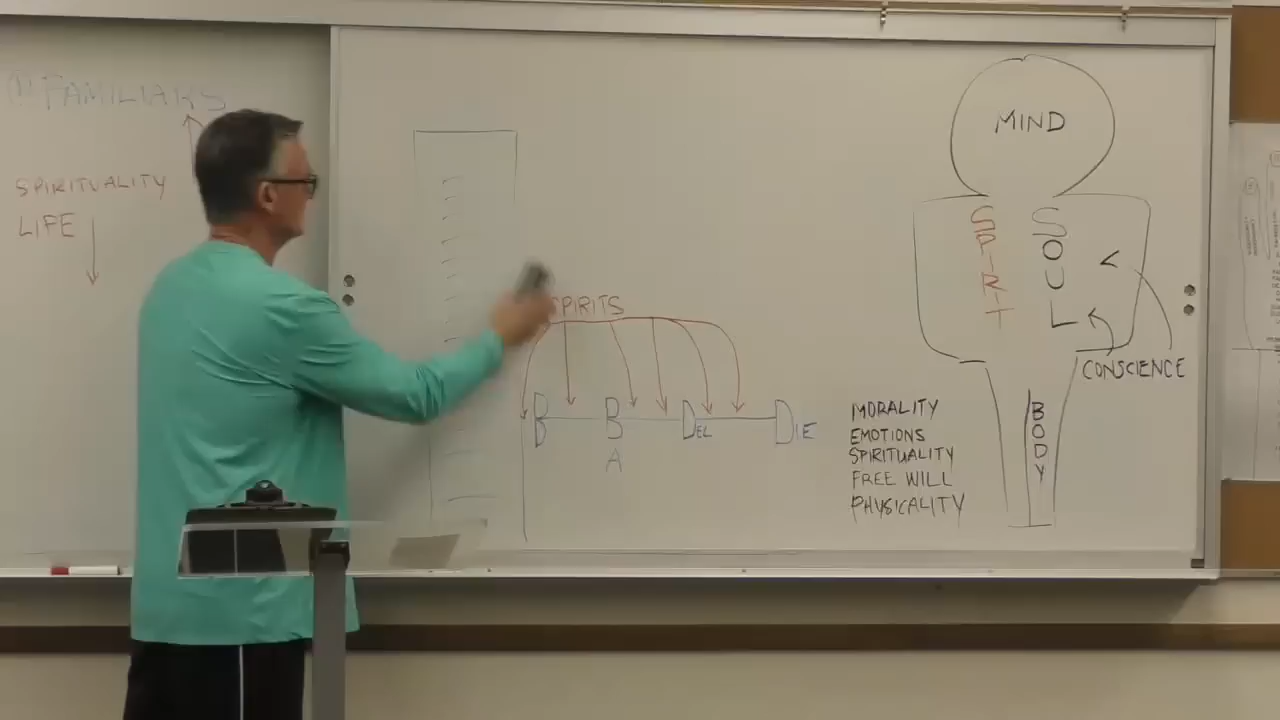 FAMILIARS
SPIRITUALITY
LIFE
SPIRITS
B B DEL DIE
A
MIND
SPIRIT
SOUL
CONSCIENCE
BODY
MORALITY
EMOTIONS
SPIRITUALITY
FREE WILL
PHYSICALITY